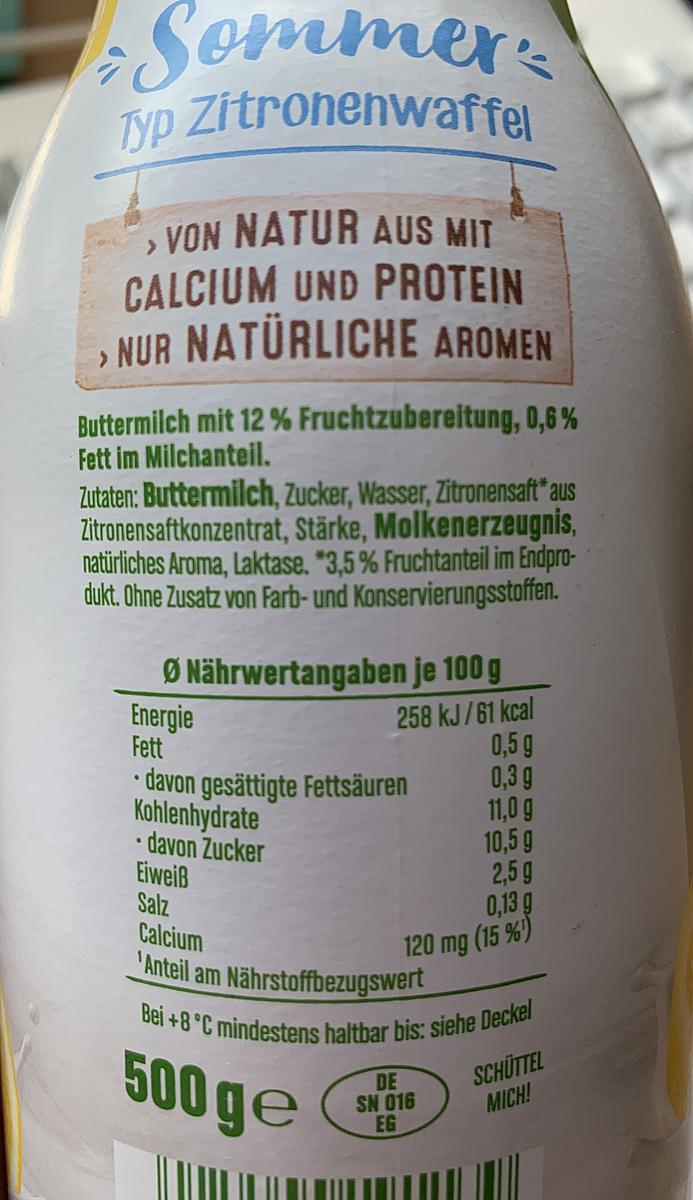 Sommer
Typ Zitronenwaffel
› VON NATUR AUS MIT
CALCIUM UND PROTEIN
› NUR NATÜRLICHE AROMEN
Buttermilch mit 12 % Fruchtzubereitung, 0,6 %
Fett im Milchanteil.
Zutaten: Buttermilch, Zucker, Wasser, Zitronensaft* aus
Zitronensaftkonzentrat, Stärke, Molkenerzeugnis,
natürliches Aroma, Laktase. *3,5 % Fruchtanteil im Endpro-
dukt. Ohne Zusatz von Farb- und Konservierungsstoffen.
Ø Nährwertangaben je 100 g
Energie 258 kJ / 61 kcal
Fett 0,5 g
· davon gesättigte Fettsäuren 0,3 g
Kohlenhydrate 11,0 g
· davon Zucker 10,5 g
Eiweiß 2,5 g
Salz 0,13 g
Calcium 120 mg (15 %¹)
¹Anteil am Nährstoffbezugswert
Bei +8 °C mindestens haltbar bis: siehe Deckel
500 g e
DE
SN 016
EG
SCHÜTTEL
MICH!